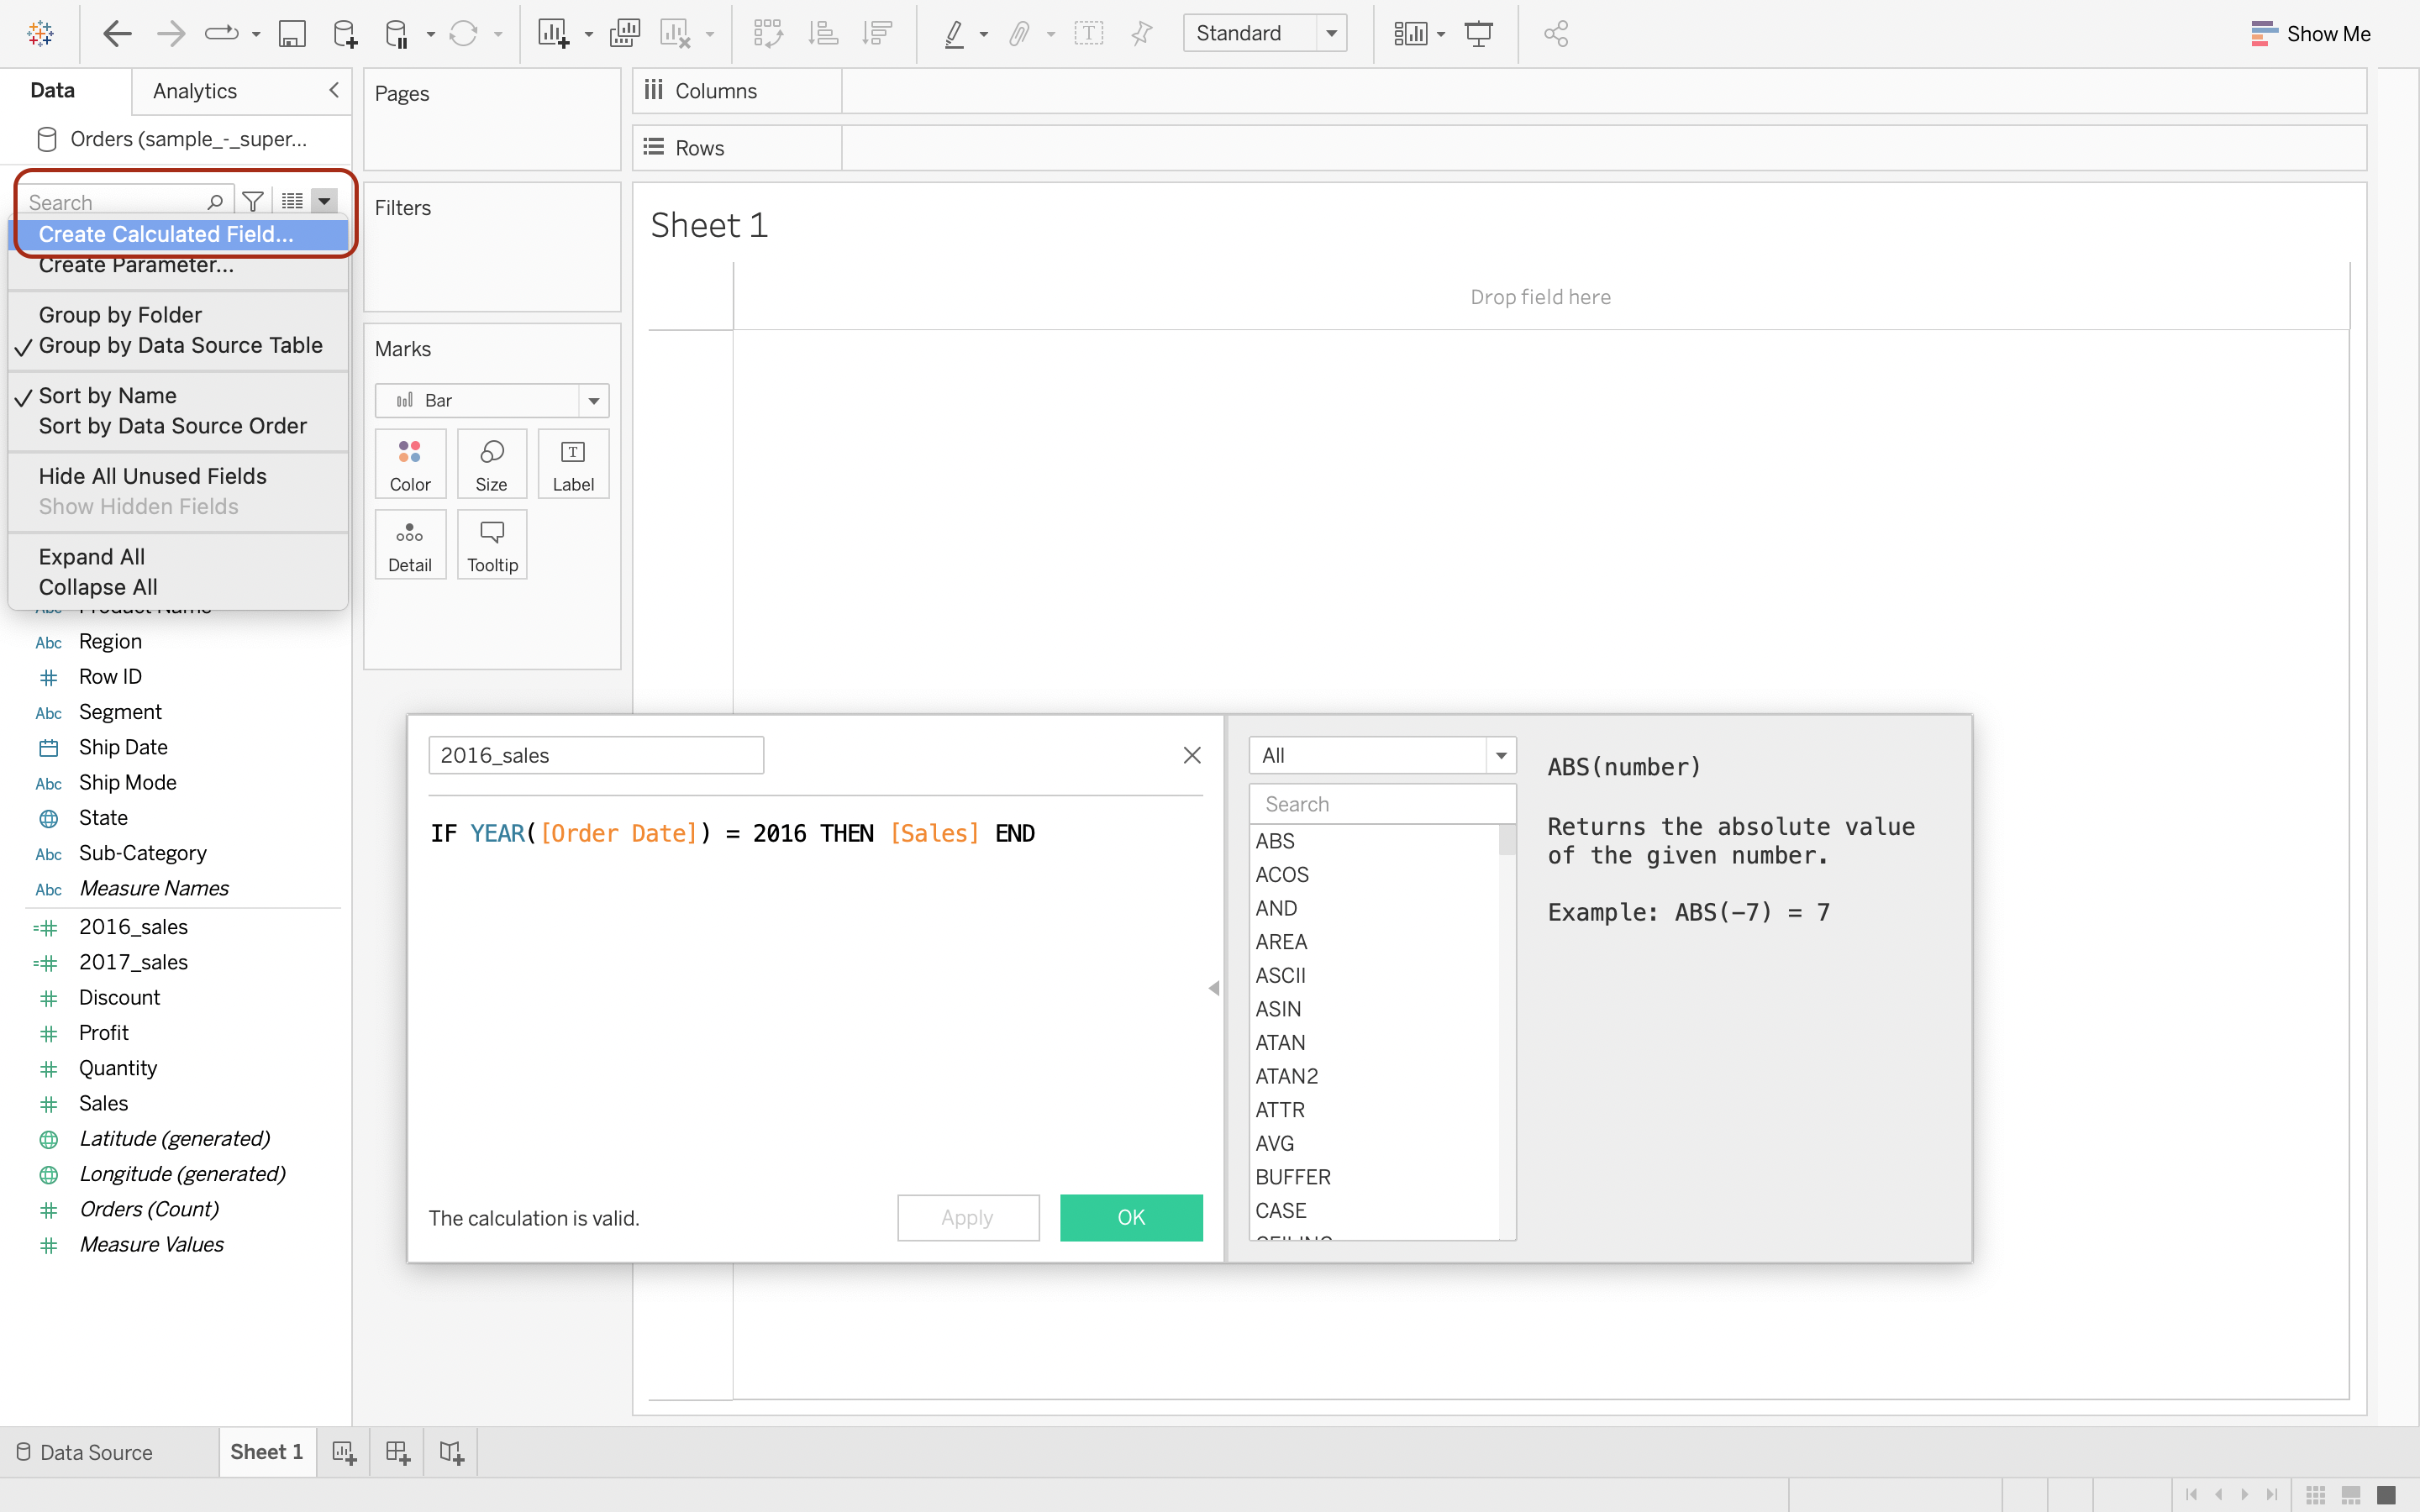 Standard
Show Me
Data
Analytics
Orders (sample_-_super...
Search
Create Calculated Field...
Create Parameter...
Group by Folder
Group by Data Source Table
Sort by Name
Sort by Data Source Order
Hide All Unused Fields
Show Hidden Fields
Expand All
Collapse All
Abc Product Name
Abc Region
Row ID
Abc Segment
Ship Date
Abc Ship Mode
State
Abc Sub-Category
Abc Measure Names
2016_sales
2017_sales
Discount
Profit
Quantity
Sales
Latitude (generated)
Longitude (generated)
Orders (Count)
Measure Values
Pages
Filters
Marks
Bar
Color
Size
T
Label
Detail
Tooltip
Columns
Rows
Sheet 1
Drop field here
2016_sales
IF YEAR([Order Date]) = 2016 THEN [Sales] END
The calculation is valid.
Apply
OK
All
Search
ABS
ACOS
AND
AREA
ASCII
ASIN
ATAN
ATAN2
ATTR
AVG
BUFFER
CASE
CEILING
ABS(number)
Returns the absolute value
of the given number.
Example: ABS(-7) = 7
Data Source
Sheet 1